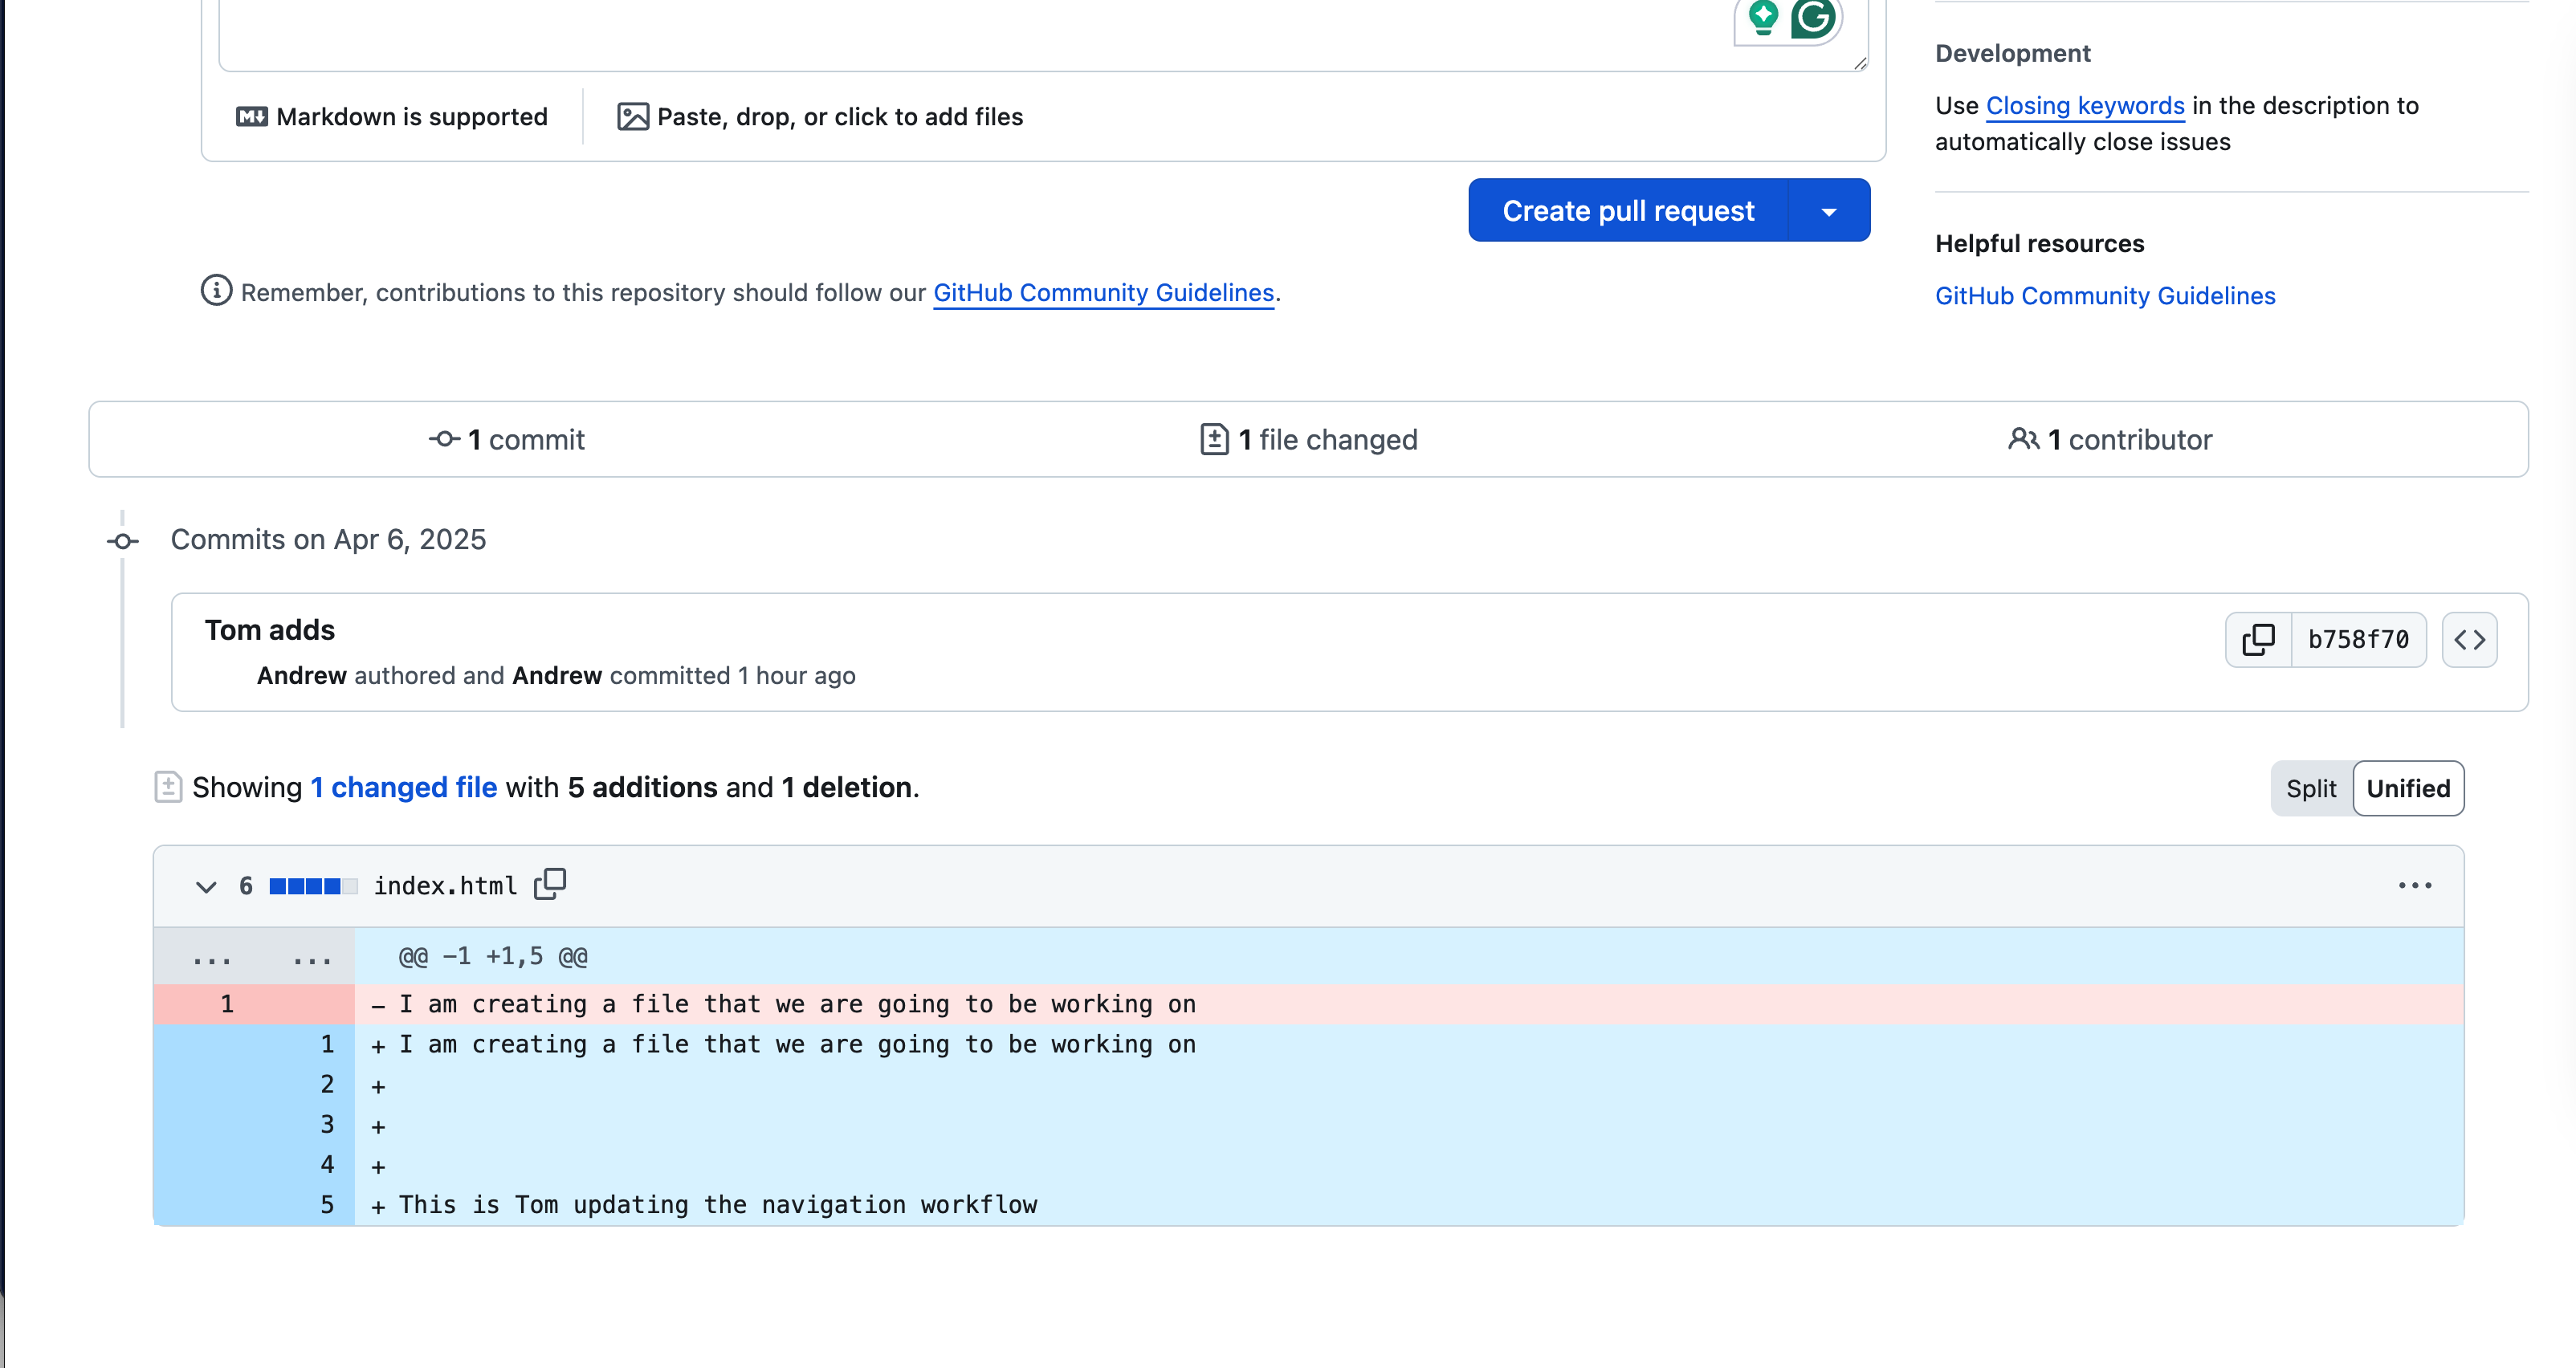 Development
Use Closing keywords in the description to
automatically close issues
Markdown is supported
Paste, drop, or click to add files
Create pull request
Helpful resources
GitHub Community Guidelines
Remember, contributions to this repository should follow our GitHub Community Guidelines.
1 commit
1 file changed
1 contributor
Commits on Apr 6, 2025
Tom adds
b758f70
Andrew authored and Andrew committed 1 hour ago
Showing 1 changed file with 5 additions and 1 deletion.
Split
Unified
6 index.html
... ... @@ -1 +1,5 @@
1 - I am creating a file that we are going to be working on
1 + I am creating a file that we are going to be working on
2 +
3 +
4 +
5 + This is Tom updating the navigation workflow